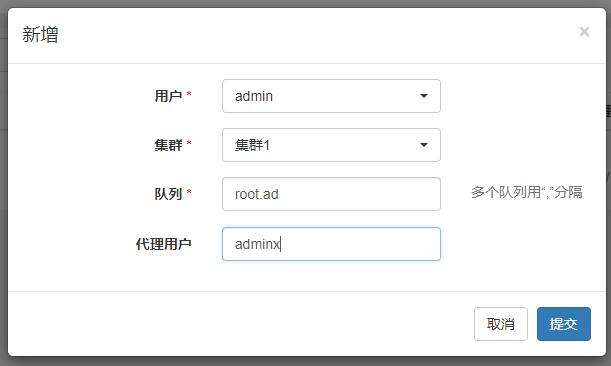 新增 ×
用户 * admin
集群 * 集群1
队列 * root.ad 多个队列用“,”分隔
代理用户 adminx
取消 提交